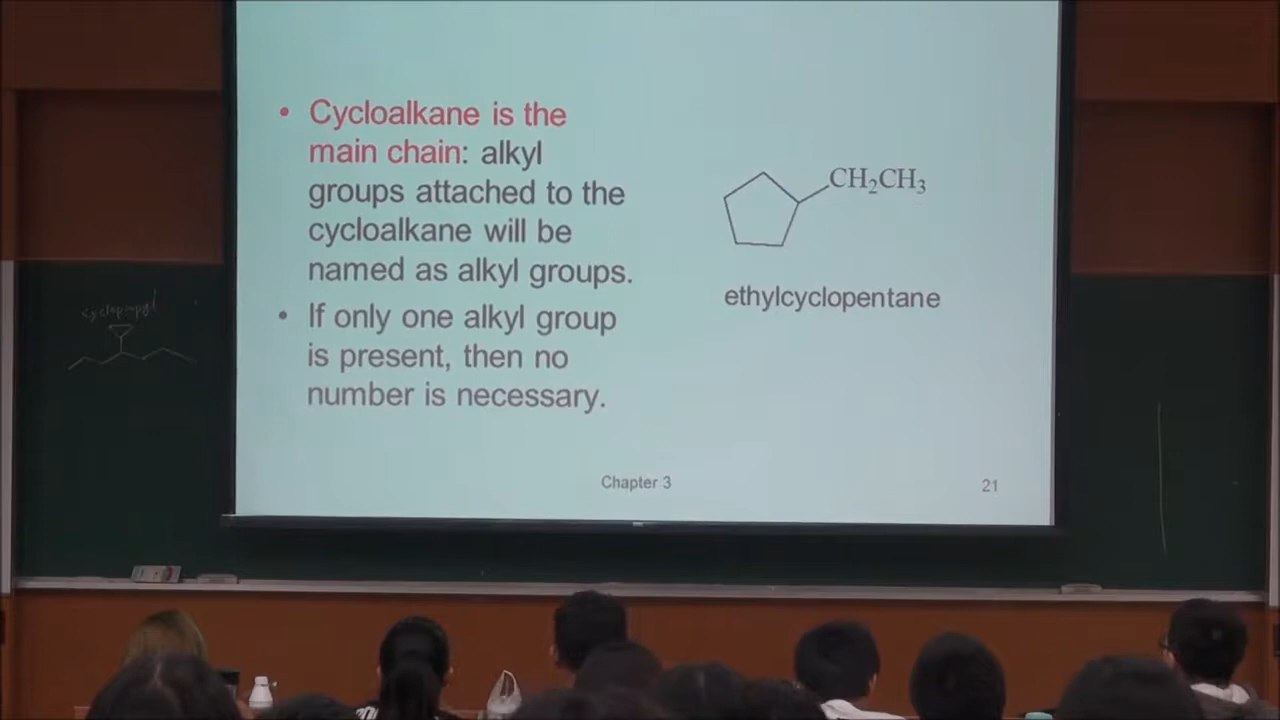 • Cycloalkane is the
main chain: alkyl
groups attached to the
cycloalkane will be
named as alkyl groups.
• If only one alkyl group
is present, then no
number is necessary.
CH₂CH₃
ethylcyclopentane
Chapter 3
21
cyclopropyl